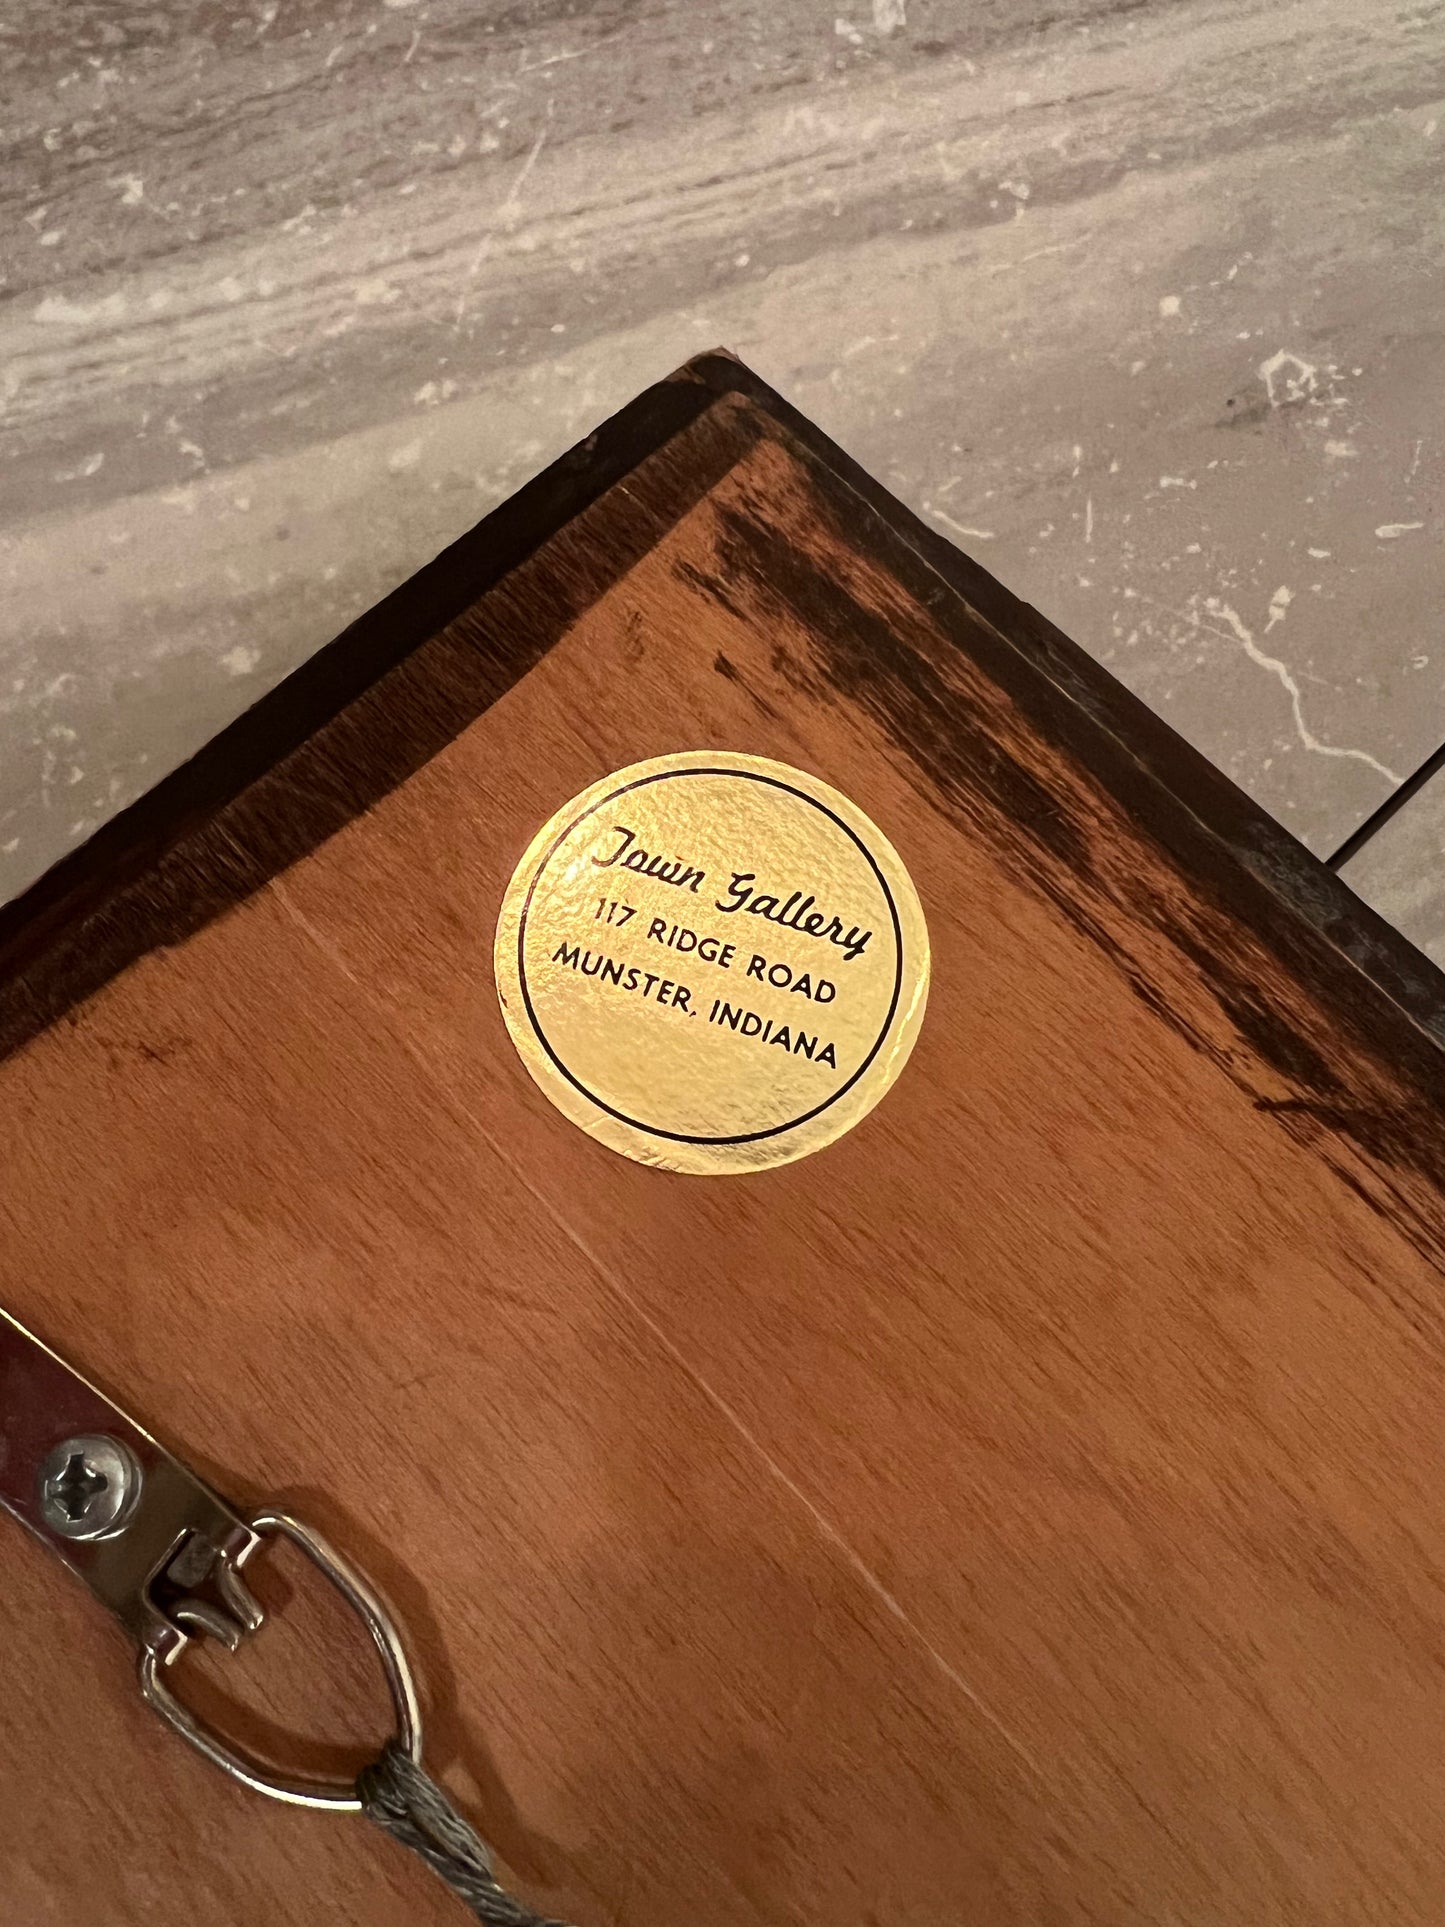 Town Gallery
117 RIDGE ROAD
MUNSTER, INDIANA